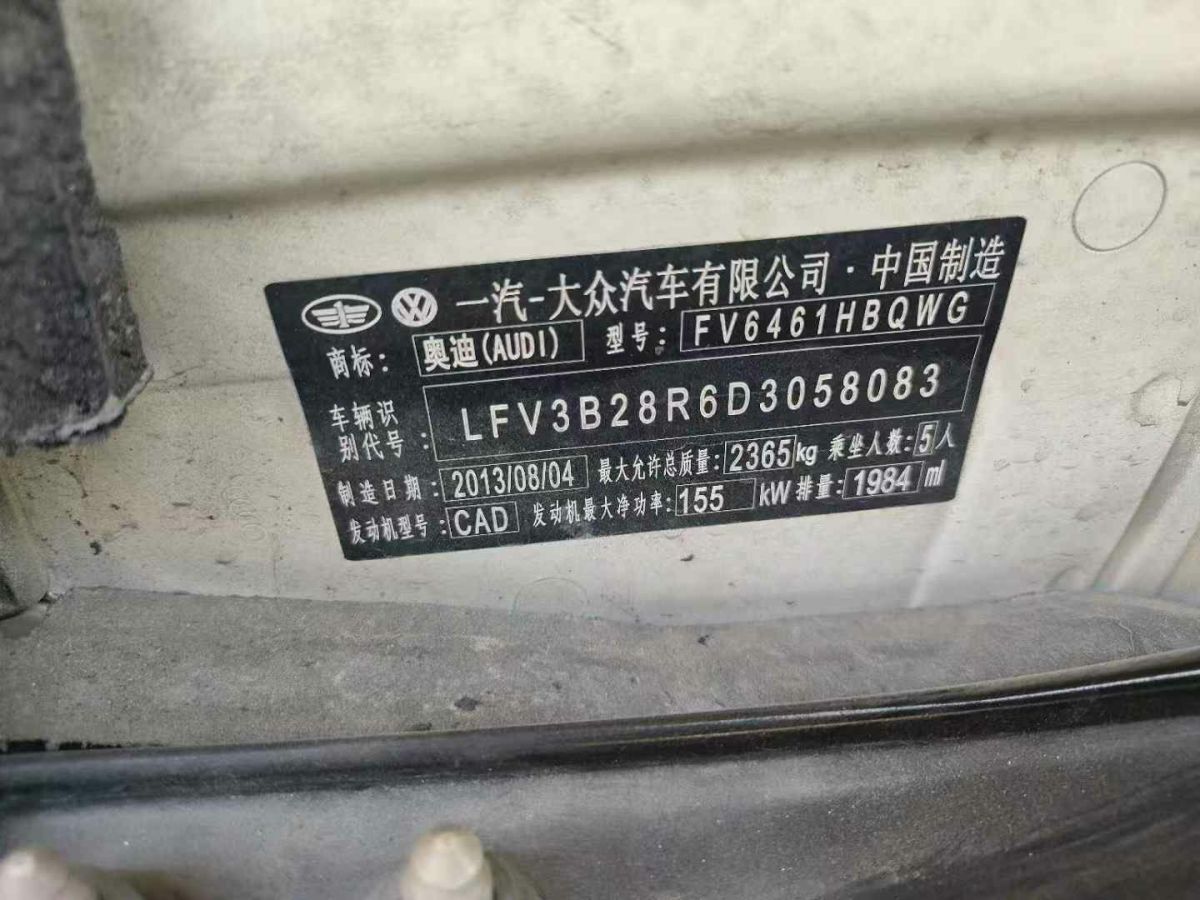 一汽-大众汽车有限公司·中国制造
商标: 奥迪(AUDI) 型号: FV6461HBQWG
车辆识别代号: LFV3B28R6D3058083
制造日期: 2013/08/04 最大允许总质量: 2365kg 乘坐人数: 5人
发动机型号: CAD 发动机最大净功率: 155 kW 排量: 1984 ml